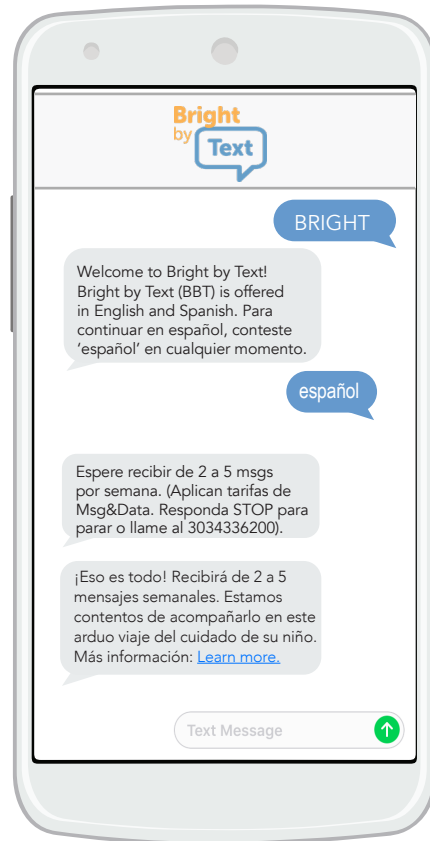 Bright
by
Text
BRIGHT
Welcome to Bright by Text!
Bright by Text (BBT) is offered
in English and Spanish. Para
continuar en español, conteste
‘español’ en cualquier momento.
español
Espere recibir de 2 a 5 msgs
por semana. (Aplican tarifas de
Msg&Data. Responda STOP para
parar o llame al 3034336200).
¡Eso es todo! Recibirá de 2 a 5
mensajes semanales. Estamos
contentos de acompañarlo en este
arduo viaje del cuidado de su niño.
Más información: Learn more.
Text Message